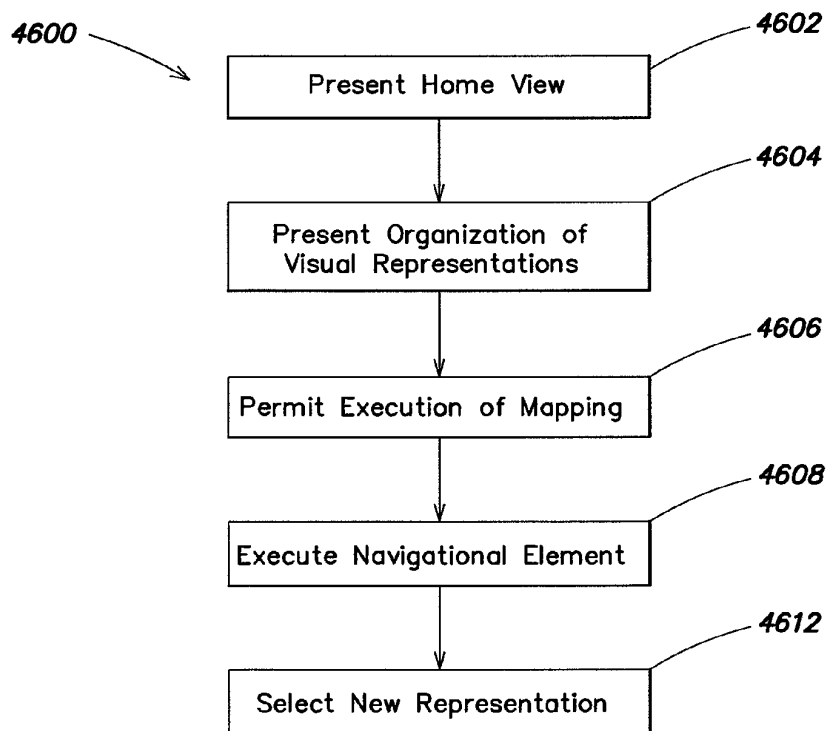 4600
4602
Present Home View
4604
Present Organization of
Visual Representations
4606
Permit Execution of Mapping
4608
Execute Navigational Element
4612
Select New Representation